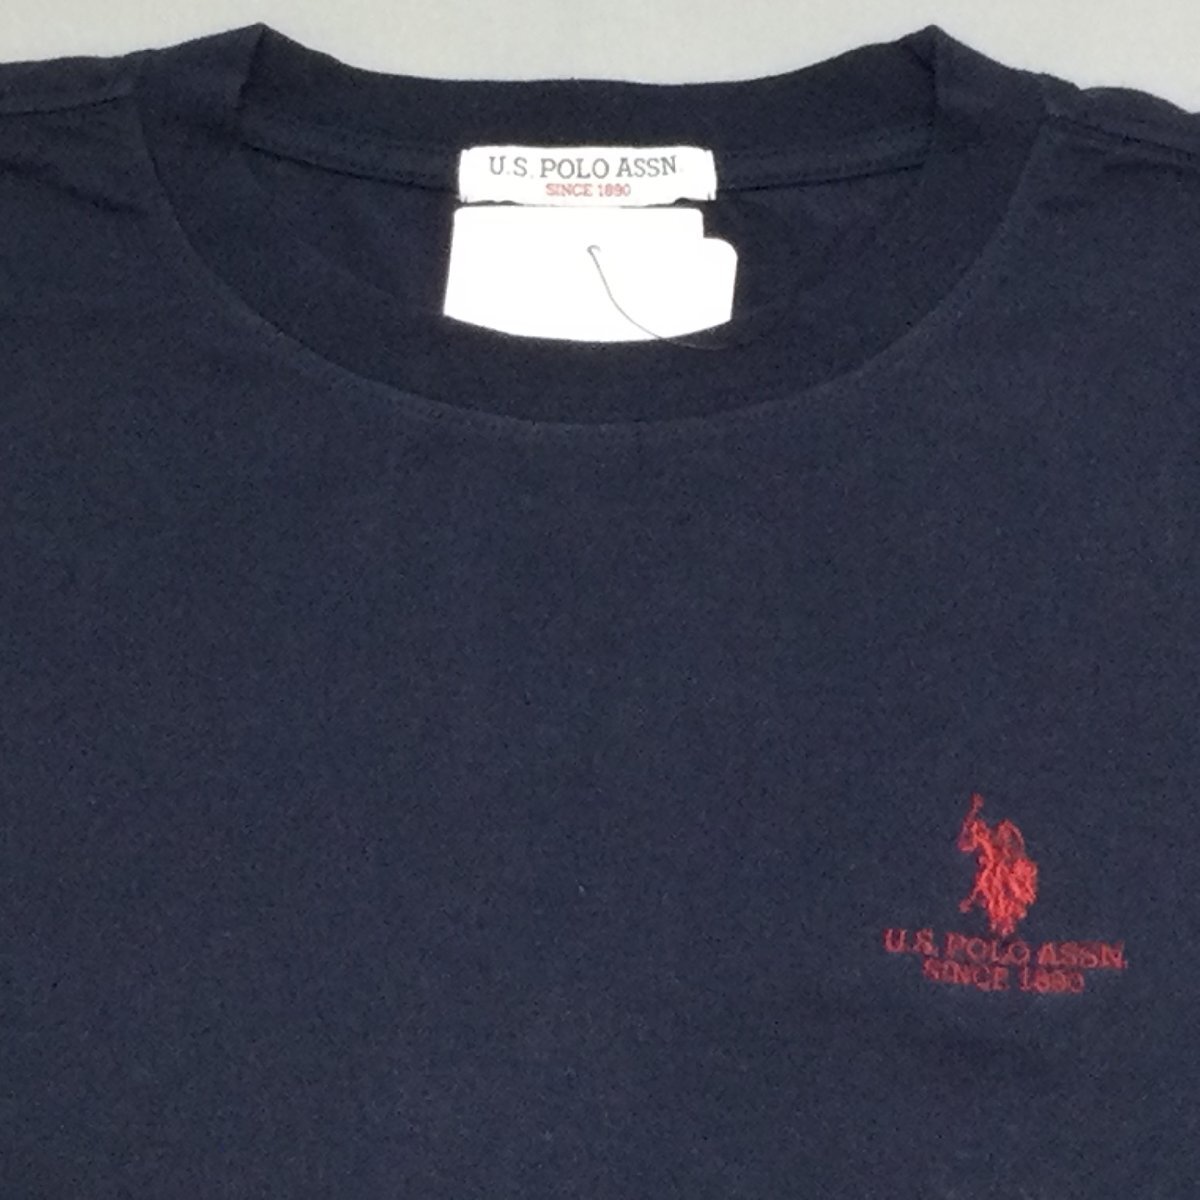 U.S. POLO ASSN.
SINCE 1890
U.S. POLO ASSN.
SINCE 1890